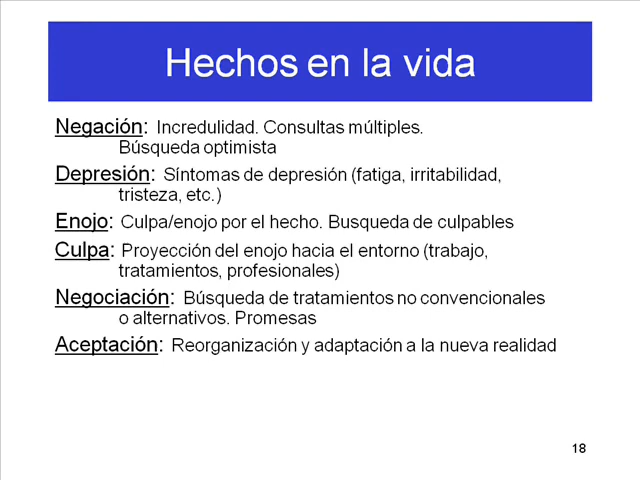 Hechos en la vida
Negación: Incredulidad. Consultas múltiples.
Búsqueda optimista
Depresión: Síntomas de depresión (fatiga, irritabilidad,
tristeza, etc.)
Enojo: Culpa/enojo por el hecho. Busqueda de culpables
Culpa: Proyección del enojo hacia el entorno (trabajo,
tratamientos, profesionales)
Negociación: Búsqueda de tratamientos no convencionales
o alternativos. Promesas
Aceptación: Reorganización y adaptación a la nueva realidad
18